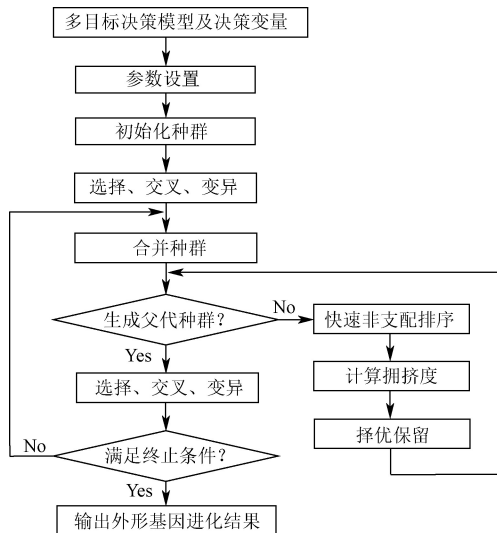 多目标决策模型及决策变量
参数设置
初始化种群
选择、交叉、变异
合并种群
生成父代种群?
No
快速非支配排序
Yes
计算拥挤度
选择、交叉、变异
择优保留
No
满足终止条件?
Yes
输出外形基因进化结果